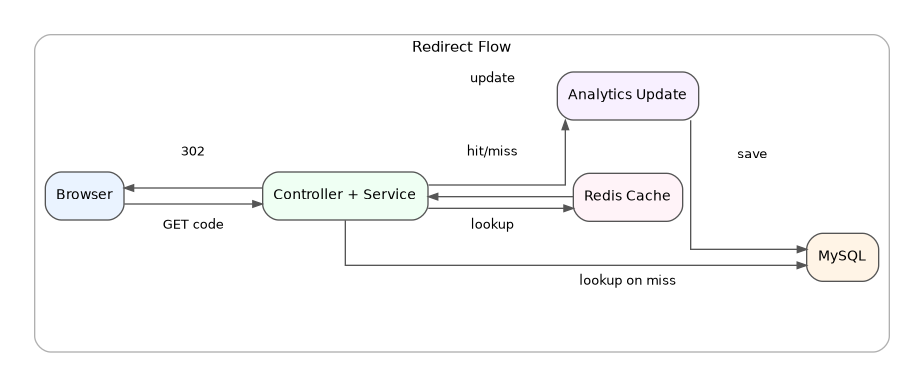 Redirect Flow
update
Analytics Update
302
hit/miss
save
Browser
Controller + Service
Redis Cache
GET code
lookup
MySQL
lookup on miss